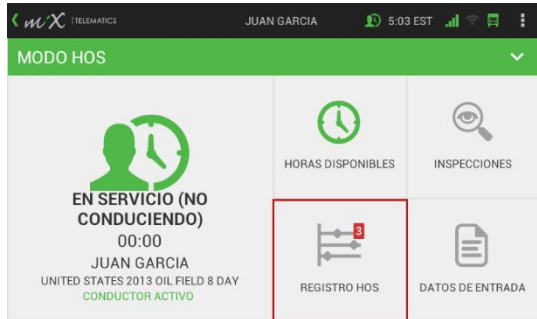 mX TELEMATICS JUAN GARCIA 5:03 EST
MODO HOS
EN SERVICIO (NO
CONDUCIENDO)
00:00
JUAN GARCIA
UNITED STATES 2013 OIL FIELD 8 DAY
CONDUCTOR ACTIVO
HORAS DISPONIBLES
INSPECCIONES
3
REGISTRO HOS
DATOS DE ENTRADA